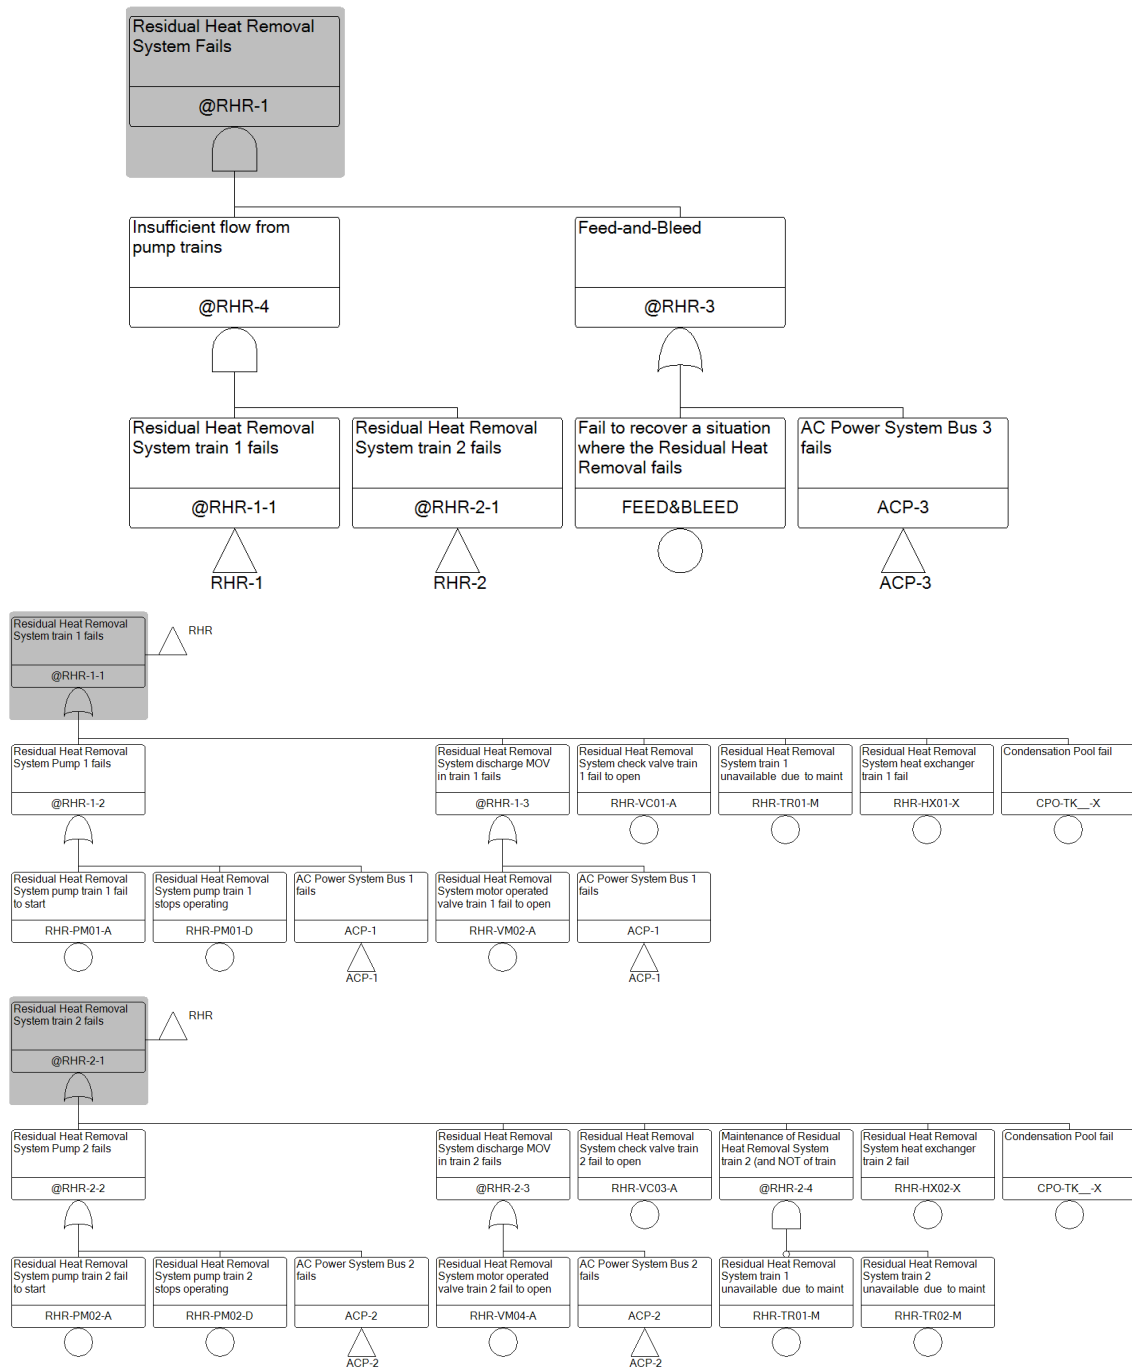 Residual Heat Removal
System Fails
@RHR-1
Insufficient flow from
pump trains
@RHR-4
Feed-and-Bleed
@RHR-3
Residual Heat Removal
System train 1 fails
@RHR-1-1
RHR-1
Residual Heat Removal
System train 2 fails
@RHR-2-1
RHR-2
Fail to recover a situation
where the Residual Heat
Removal fails
FEED&BLEED
AC Power System Bus 3
fails
ACP-3
ACP-3
Residual Heat Removal
System train 1 fails
@RHR-1-1
RHR
Residual Heat Removal
System Pump 1 fails
@RHR-1-2
Residual Heat Removal
System discharge MOV
in train 1 fails
@RHR-1-3
Residual Heat Removal
System check valve train
1 fail to open
RHR-VC01-A
Residual Heat Removal
System train 1
unavailable due to maint
RHR-TR01-M
Residual Heat Removal
System heat exchanger
train 1 fail
RHR-HX01-X
Condensation Pool fail
CPO-TK__-X
Residual Heat Removal
System pump train 1 fail
to start
RHR-PM01-A
Residual Heat Removal
System pump train 1
stops operating
RHR-PM01-D
AC Power System Bus 1
fails
ACP-1
ACP-1
Residual Heat Removal
System motor operated
valve train 1 fail to open
RHR-VM02-A
AC Power System Bus 1
fails
ACP-1
ACP-1
Residual Heat Removal
System train 2 fails
@RHR-2-1
RHR
Residual Heat Removal
System Pump 2 fails
@RHR-2-2
Residual Heat Removal
System discharge MOV
in train 2 fails
@RHR-2-3
Residual Heat Removal
System check valve train
2 fail to open
RHR-VC03-A
Maintenance of Residual
Heat Removal System
train 2 (and NOT of train
@RHR-2-4
Residual Heat Removal
System heat exchanger
train 2 fail
RHR-HX02-X
Condensation Pool fail
CPO-TK__-X
Residual Heat Removal
System pump train 2 fail
to start
RHR-PM02-A
Residual Heat Removal
System pump train 2
stops operating
RHR-PM02-D
AC Power System Bus 2
fails
ACP-2
ACP-2
Residual Heat Removal
System motor operated
valve train 2 fail to open
RHR-VM04-A
AC Power System Bus 2
fails
ACP-2
ACP-2
Residual Heat Removal
System train 1
unavailable due to maint
RHR-TR01-M
Residual Heat Removal
System train 2
unavailable due to maint
RHR-TR02-M